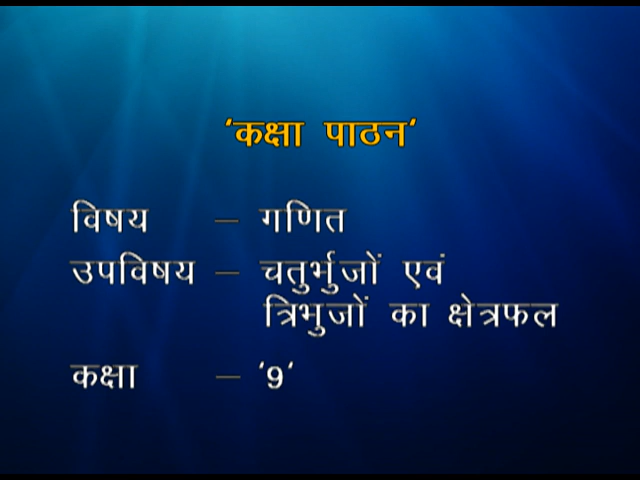 ‘कक्षा पाठन‘
विषय – गणित
उपविषय – चतुर्भुजों एवं
त्रिभुजों का क्षेत्रफल
कक्षा – ‘9‘